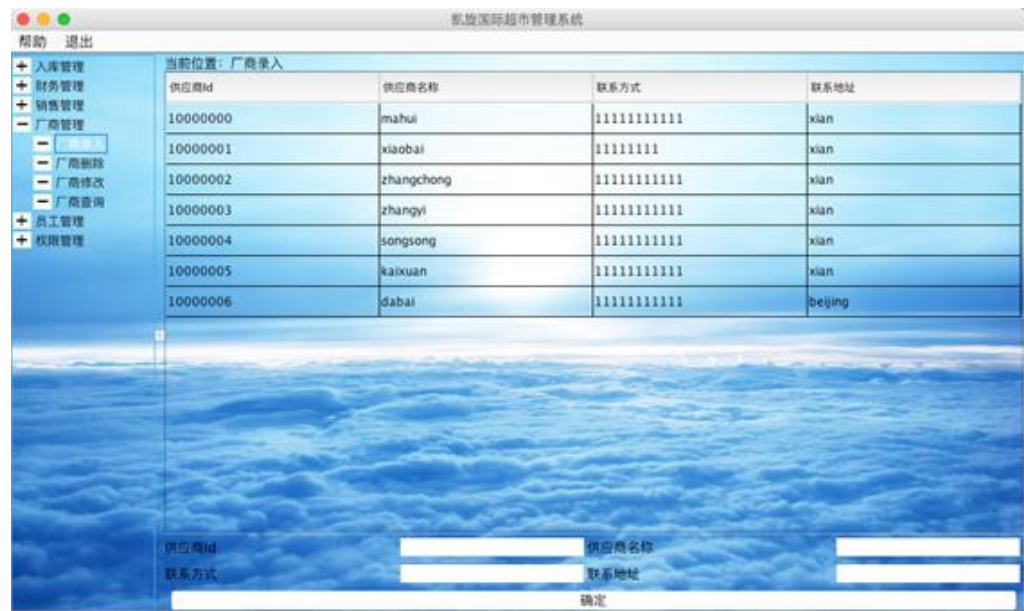 凯旋国际超市管理系统
帮助 退出
入库管理
财务管理
销售管理
厂商管理
厂商录入
厂商删除
厂商修改
厂商查询
员工管理
权限管理
当前位置: 厂商录入
供应商Id 供应商名称 联系方式 联系地址
10000000 mahui 11111111111 xian
10000001 xiaobai 11111111 xian
10000002 zhangchong 11111111111 xian
10000003 zhangyi 11111111111 xian
10000004 songsong 11111111111 xian
10000005 kaixuan 11111111111 xian
10000006 dabai 11111111111 beijing
供应商Id 供应商名称
联系方式 联系地址
确定